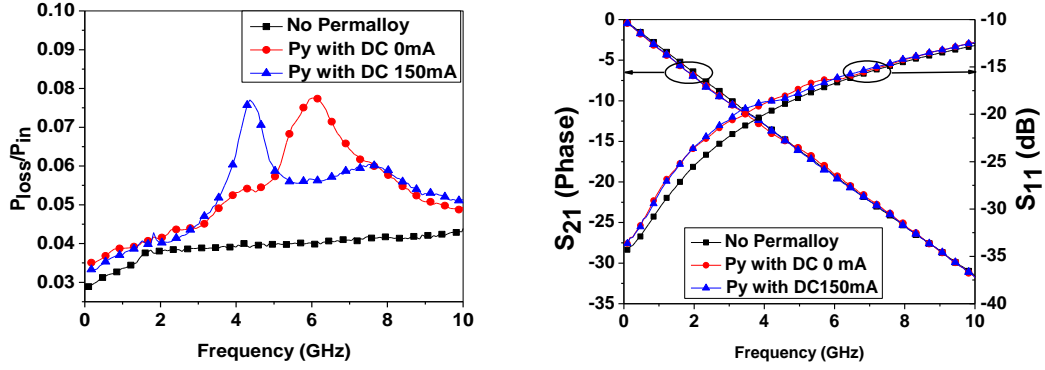 0.10
0.09
0.08
0.07
0.06
0.05
0.04
0.03
P_loss/P_in
No Permalloy
Py with DC 0mA
Py with DC 150mA
0 2 4 6 8 10
Frequency (GHz)
0
-5
-10
-15
-20
-25
-30
-35
S21 (Phase)
No Permalloy
Py with DC 0 mA
Py with DC150mA
0 2 4 6 8 10
Frequency (GHz)
-10
-15
-20
-25
-30
-35
-40
S11 (dB)